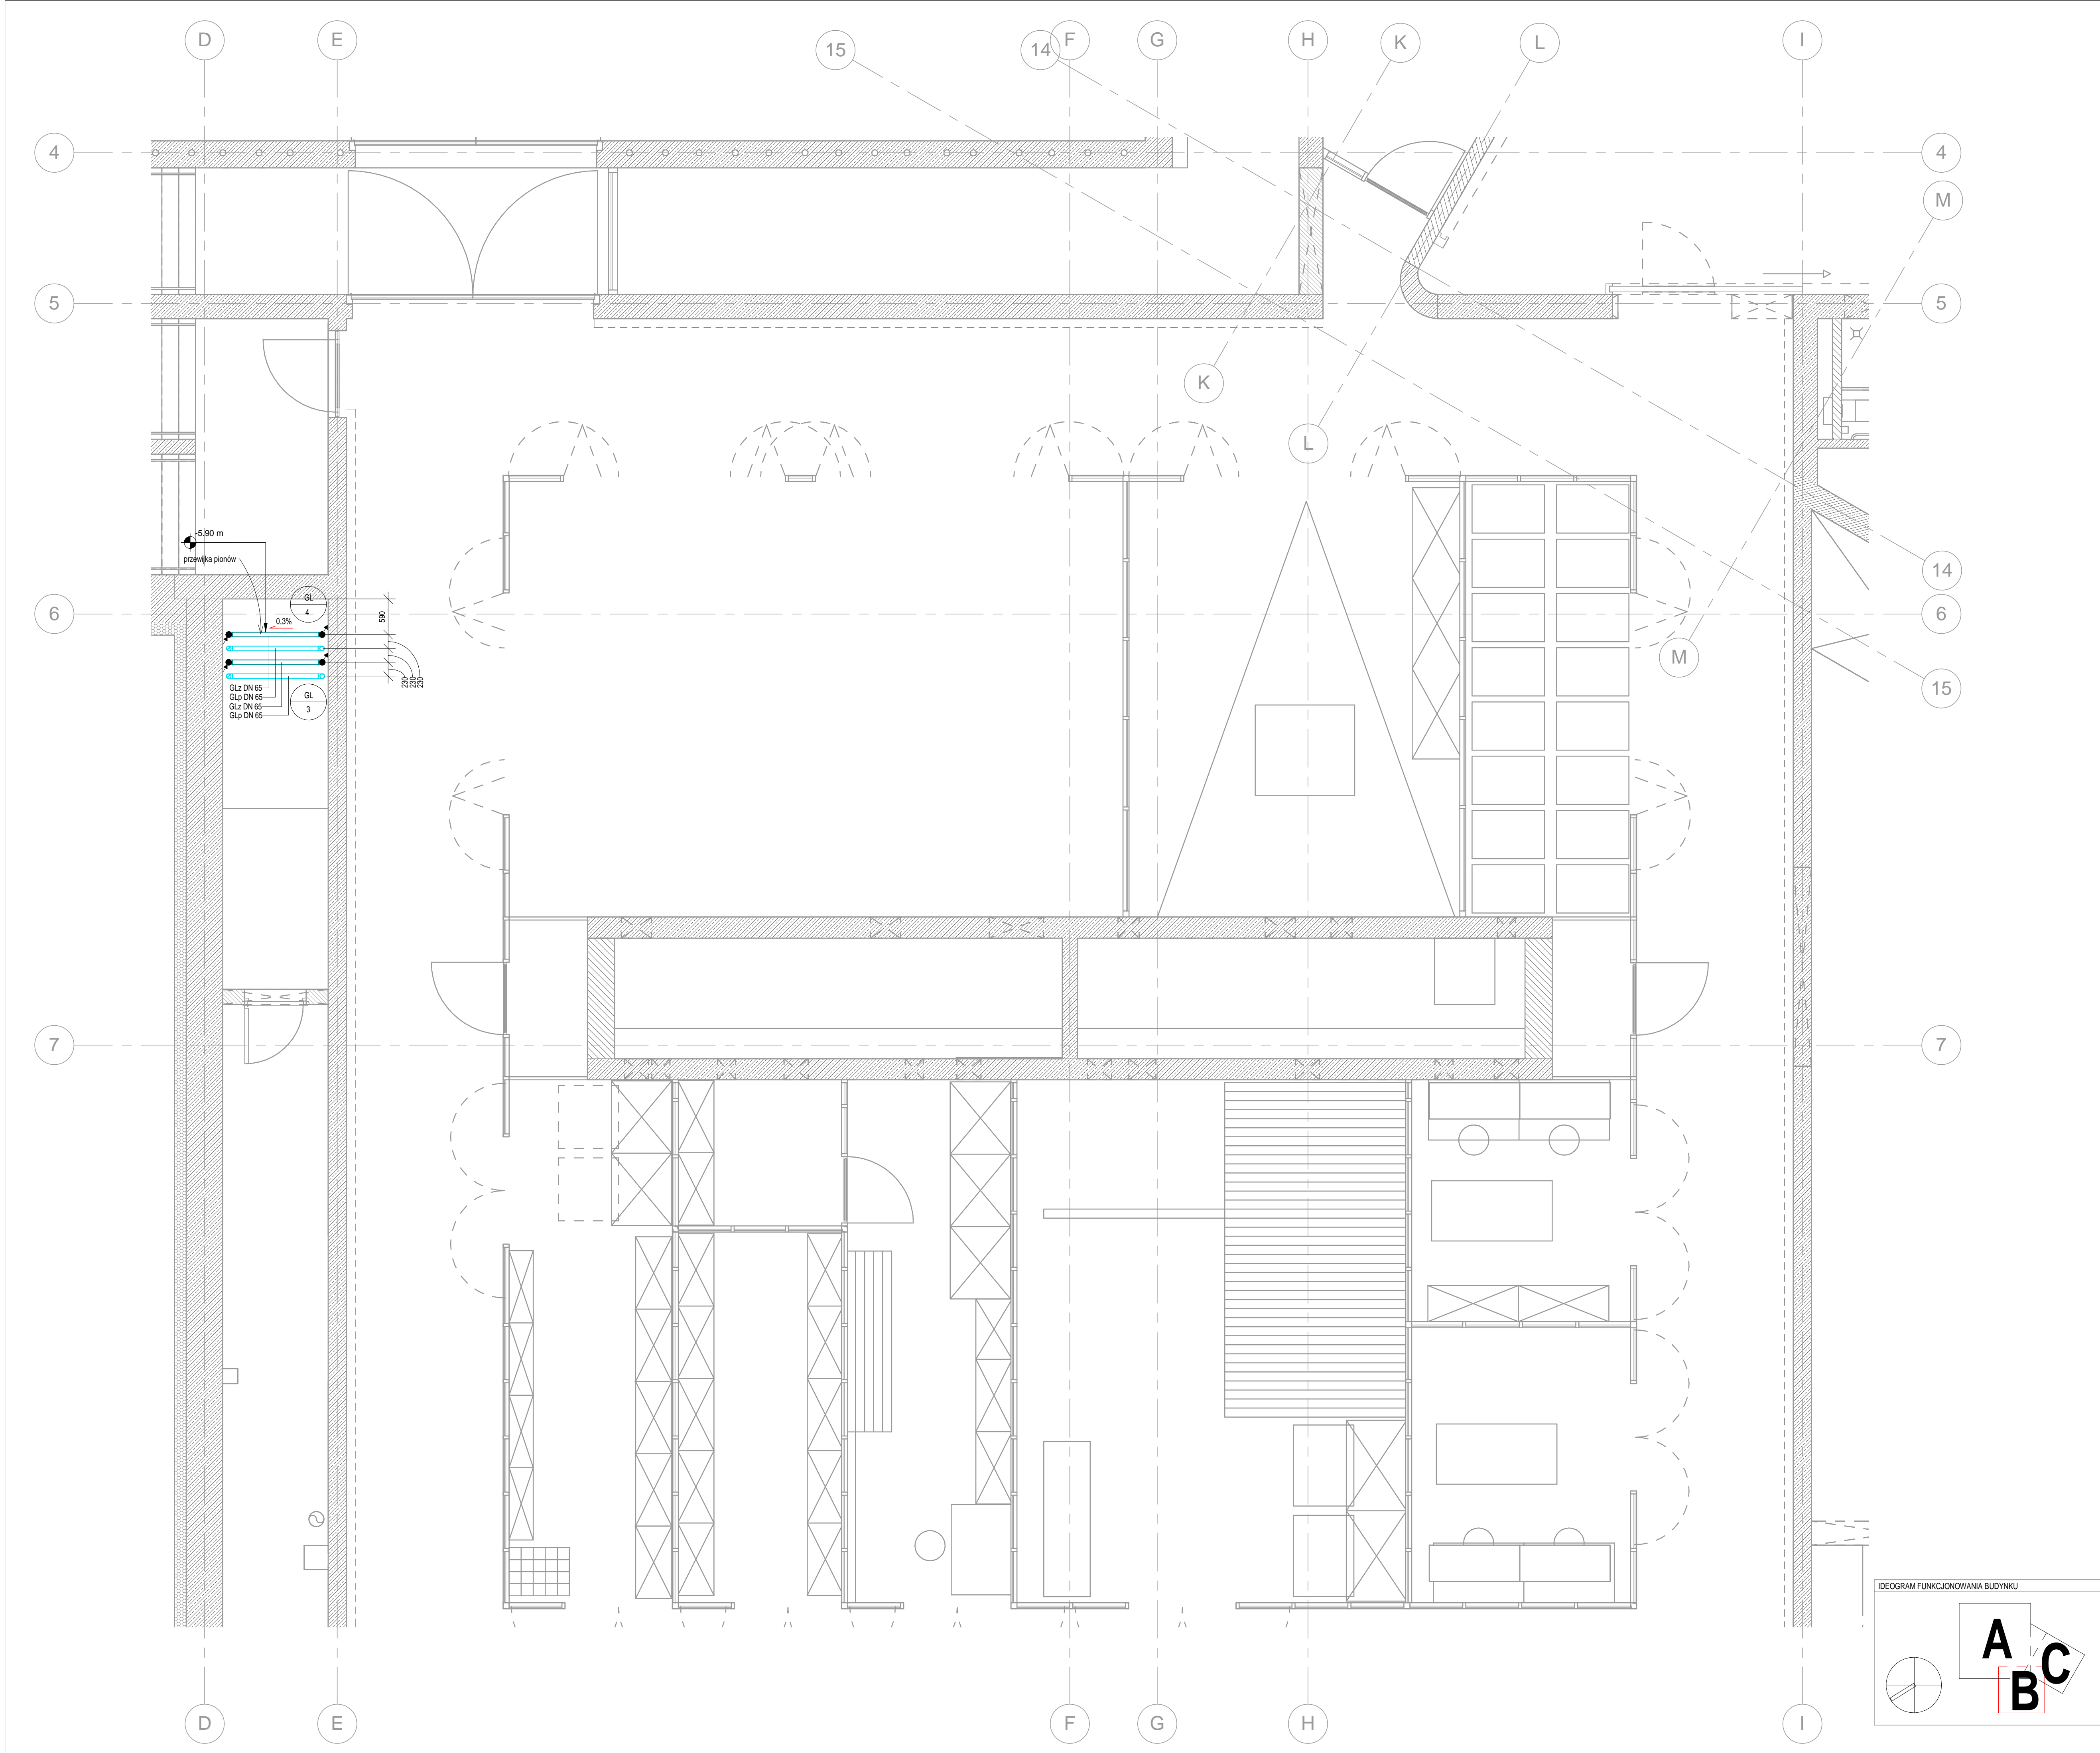 D
E
15
14
F
G
H
K
L
I
4
4
M
5
5
K
L
-5.90 m
przewijka pionów
GL
4
14
6
590
0,3%
6
M
15
GLz DN 65
GLp DN 65
GLz DN 65
GLp DN 65
GL
3
230
230
230
7
7
IDEOGRAM FUNKCJONOWANIA BUDYNKU
A
C
B
D
E
F
G
H
I